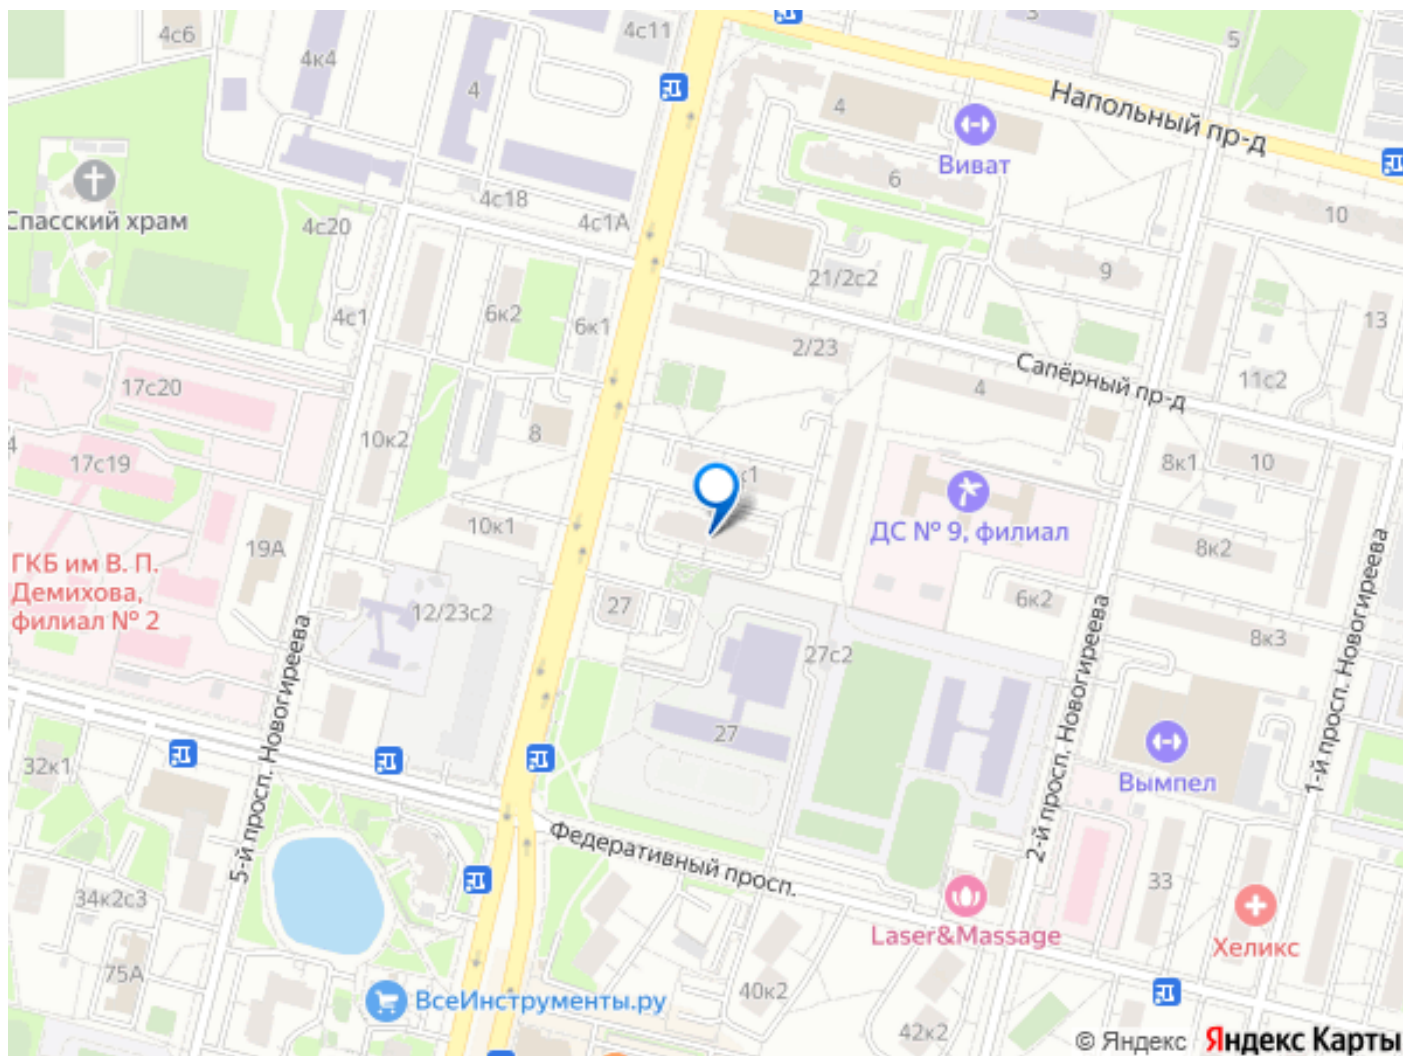 4с6
4к4
4
4с11
3
5
4
Напольный пр-д
Виват
6
10
Спасский храм
4с18
4с20
4с1А
21/2с2
9
13
4с1
6к2
6к1
2/23
Сапёрный пр-д
17с20
4
11с2
10к2
8
4
17с19
к1
8к1
10
10к1
ДС № 9, филиал
19А
8к2
ГКБ им В. П.
Демихова,
филиал № 2
12/23с2
27
6к2
8к3
27с2
5-й просп. Новогиреева
2-й просп. Новогиреева
1-й просп. Новогиреева
27
32к1
Вымпел
Федеративный просп.
34к2с3
33
Laser&Massage
Хеликс
75А
ВсеИнструменты.ру
40к2
42к2
© Яндекс Яндекс Карты